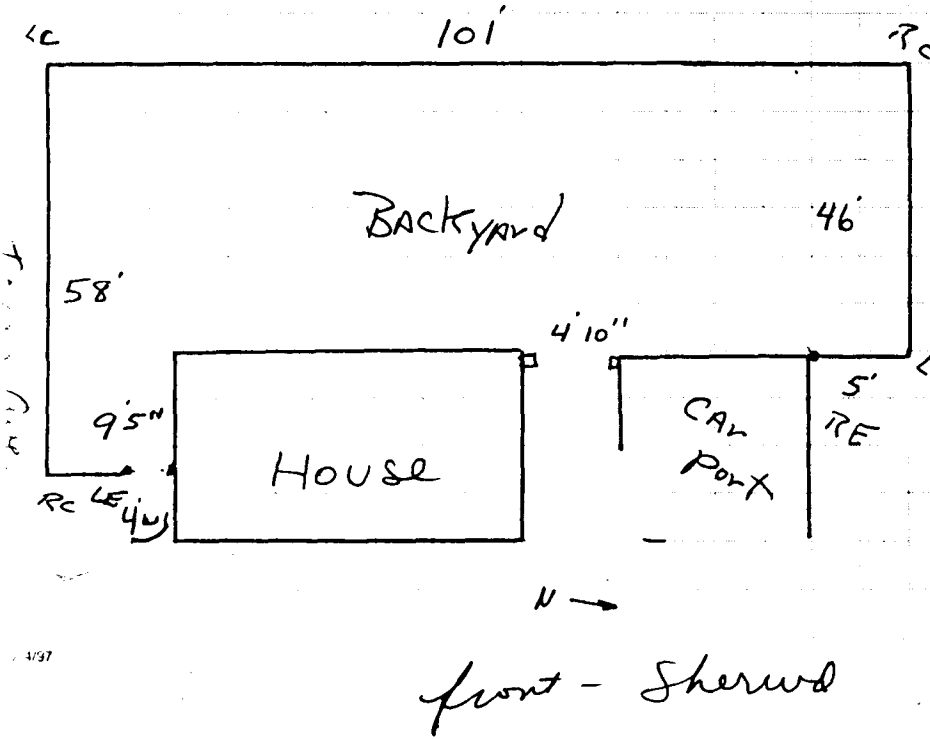 LC 101' RC
Backyard
46'
58'
4'10"
9'5"
5'
RE
House
CAR
PORT
RC LE
N →
4/97
front - Sherwd